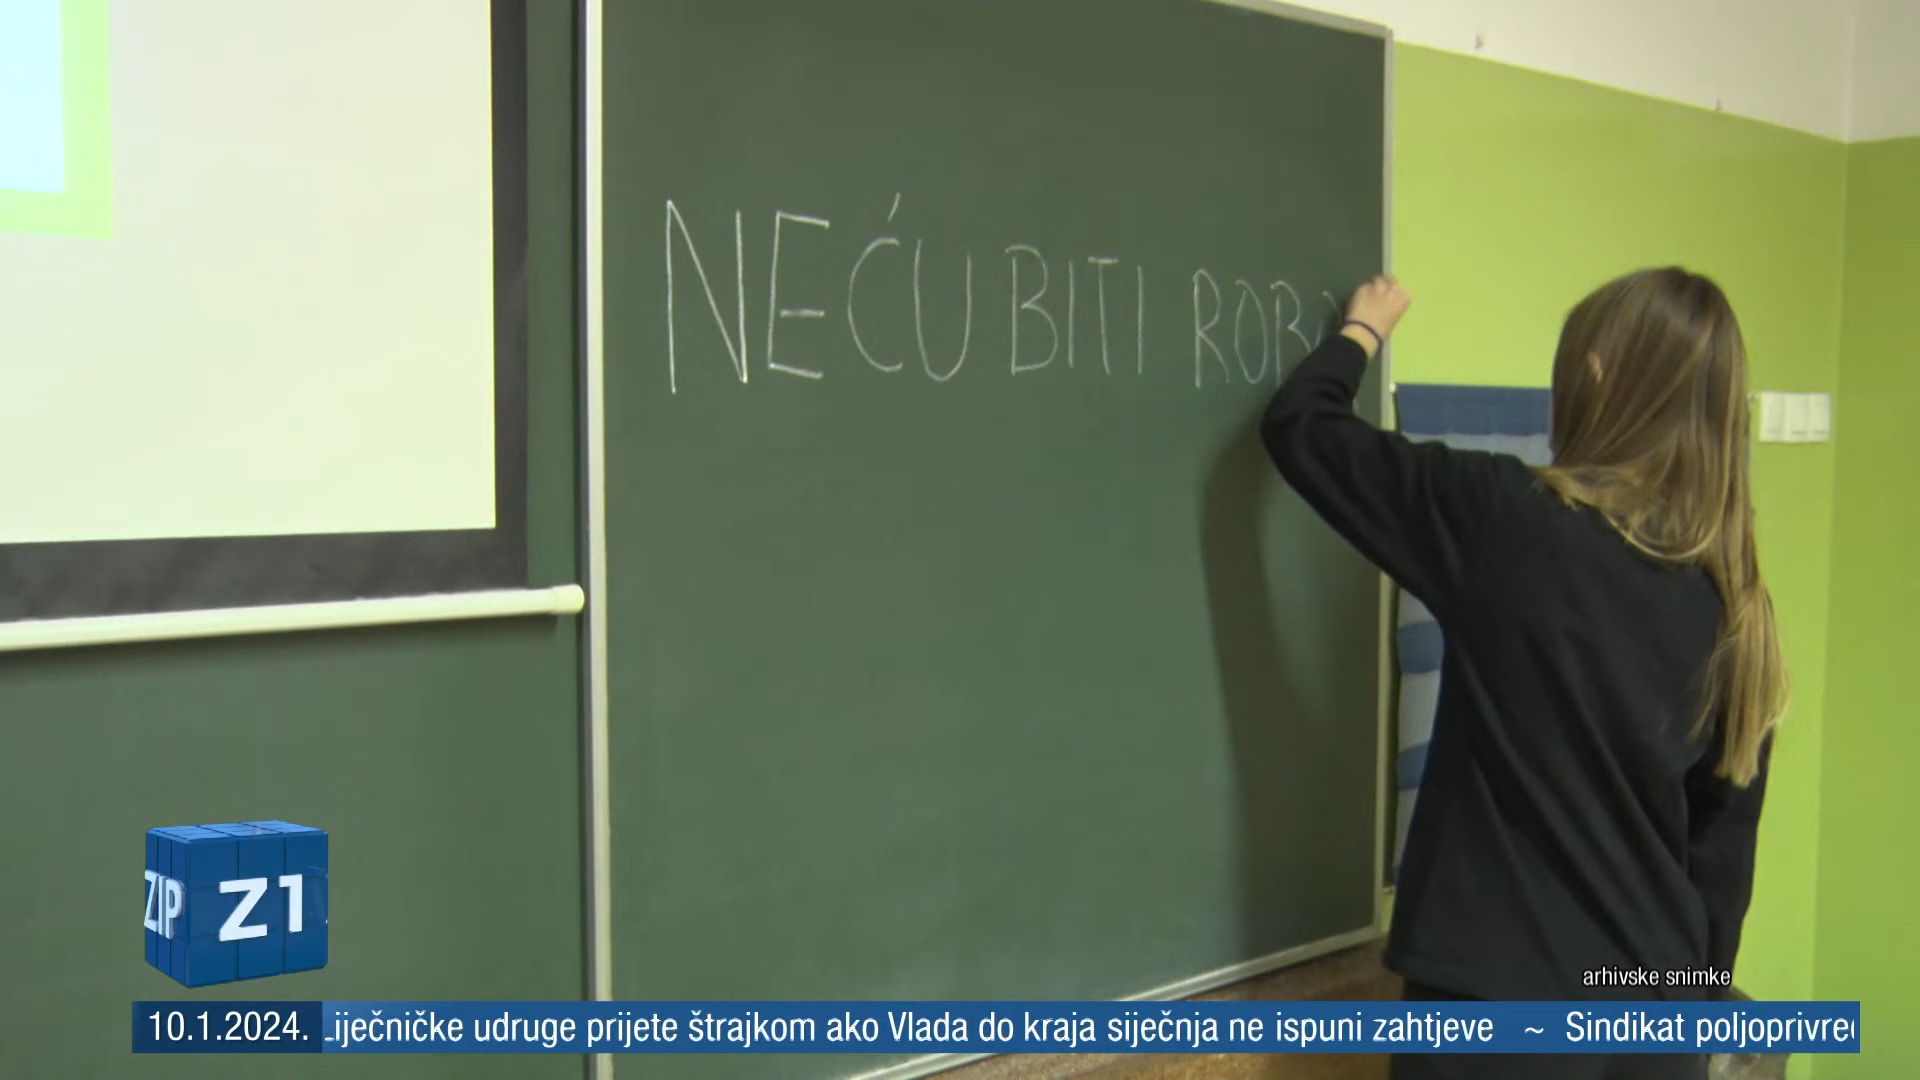 NEĆU BITI ROB
ZIP Z1
arhivske snimke
10.1.2024. iječničke udruge prijete štrajkom ako Vlada do kraja siječnja ne ispuni zahtjeve ~ Sindikat poljoprivre